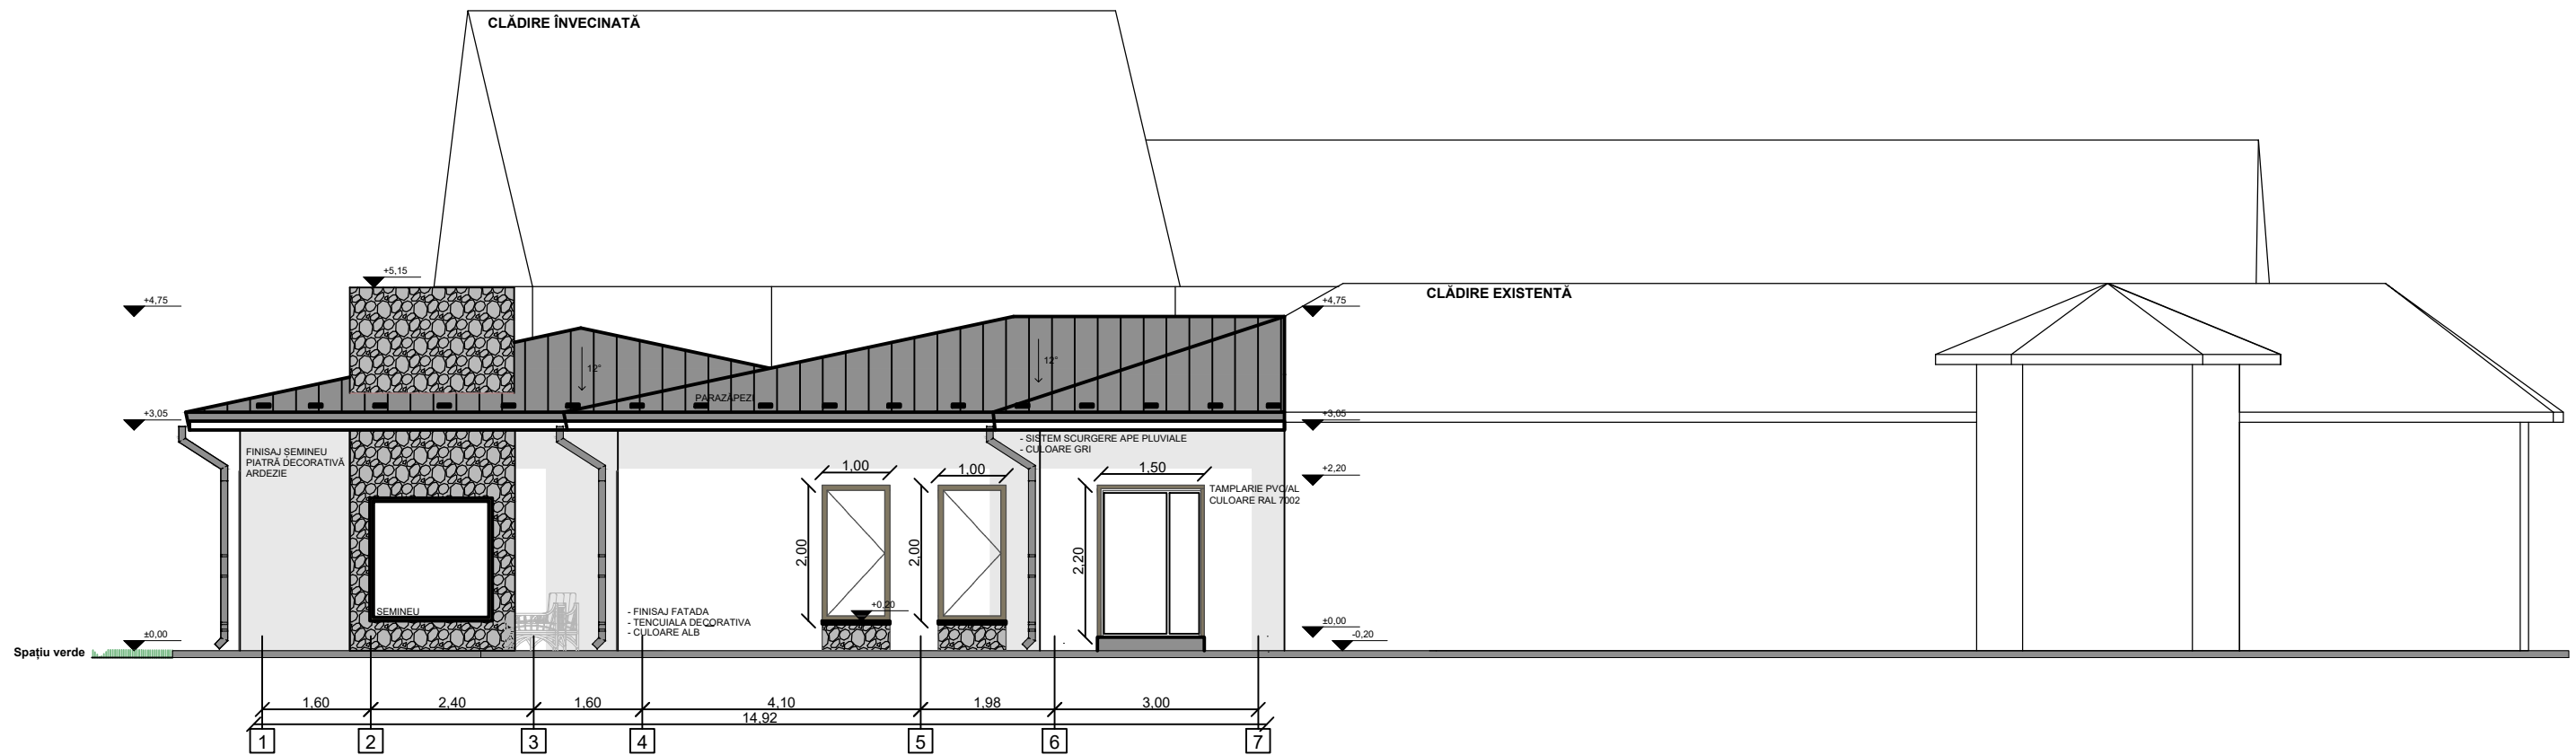 CLĂDIRE ÎNVECINATĂ
+5,15
+4,75
CLĂDIRE EXISTENTĂ
+4,75
12°
12°
PARAZĂPEZI
+3,05
+3,05
- SISTEM SCURGERE APE PLUVIALE
- CULOARE GRI
FINISAJ ȘEMINEU
PIATRĂ DECORATIVĂ
ARDEZIE
1,00
1,00
1,50
+2,20
TAMPLARIE PVC/AL
CULOARE RAL 7002
2,00
2,00
2,20
SEMINEU
- FINISAJ FATADA
- TENCUIALA DECORATIVA
- CULOARE ALB
+0,20
±0,00
±0,00
-0,20
Spațiu verde
1,60
2,40
1,60
4,10
1,98
3,00
14,92
1
2
3
4
5
6
7